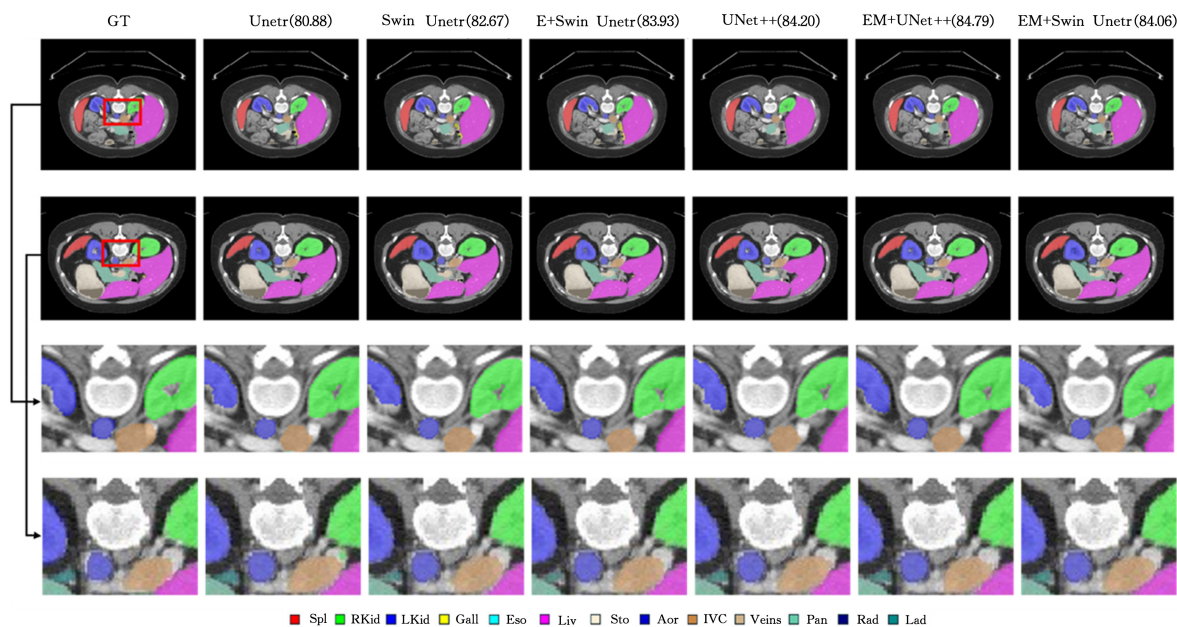 GT Unetr(80.88) Swin Unetr(82.67) E+Swin Unetr(83.93) UNet++(84.20) EM+UNet++(84.79) EM+Swin Unetr(84.06)
Spl RKid LKid Gall Eso Liv Sto Aor IVC Veins Pan Rad Lad